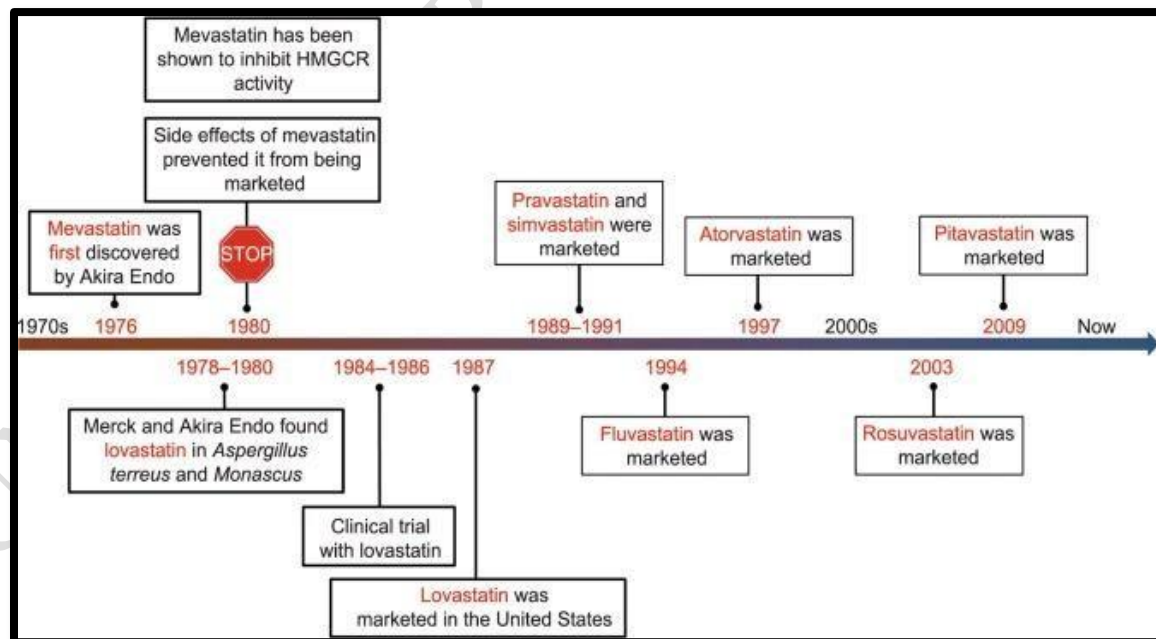 Mevastatin has been
shown to inhibit HMGCR
activity
Side effects of mevastatin
prevented it from being
marketed
Mevastatin was
first discovered
by Akira Endo
STOP
Pravastatin and
simvastatin were
marketed
Atorvastatin was
marketed
Pitavastatin was
marketed
1970s 1976 1980 1989–1991 1997 2000s 2009 Now
1978–1980 1984–1986 1987 1994 2003
Merck and Akira Endo found
lovastatin in Aspergillus
terreus and Monascus
Fluvastatin was
marketed
Rosuvastatin was
marketed
Clinical trial
with lovastatin
Lovastatin was
marketed in the United States